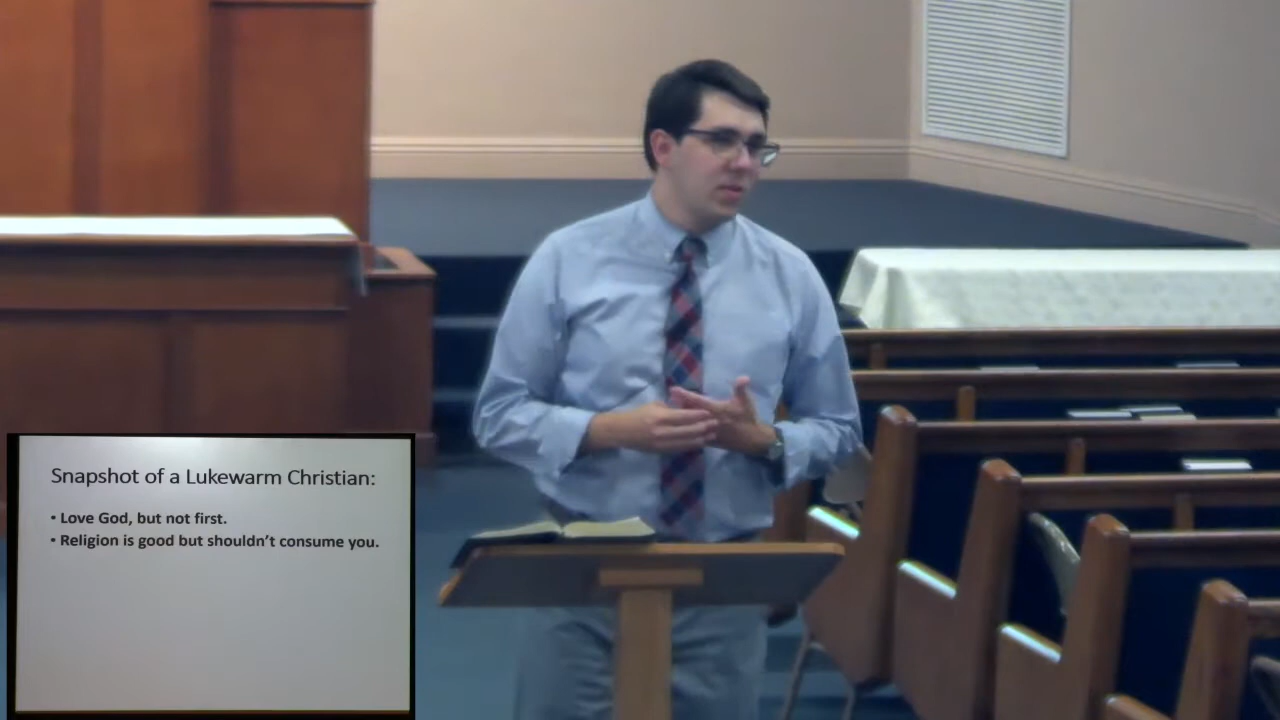 Snapshot of a Lukewarm Christian:
• Love God, but not first.
• Religion is good but shouldn't consume you.